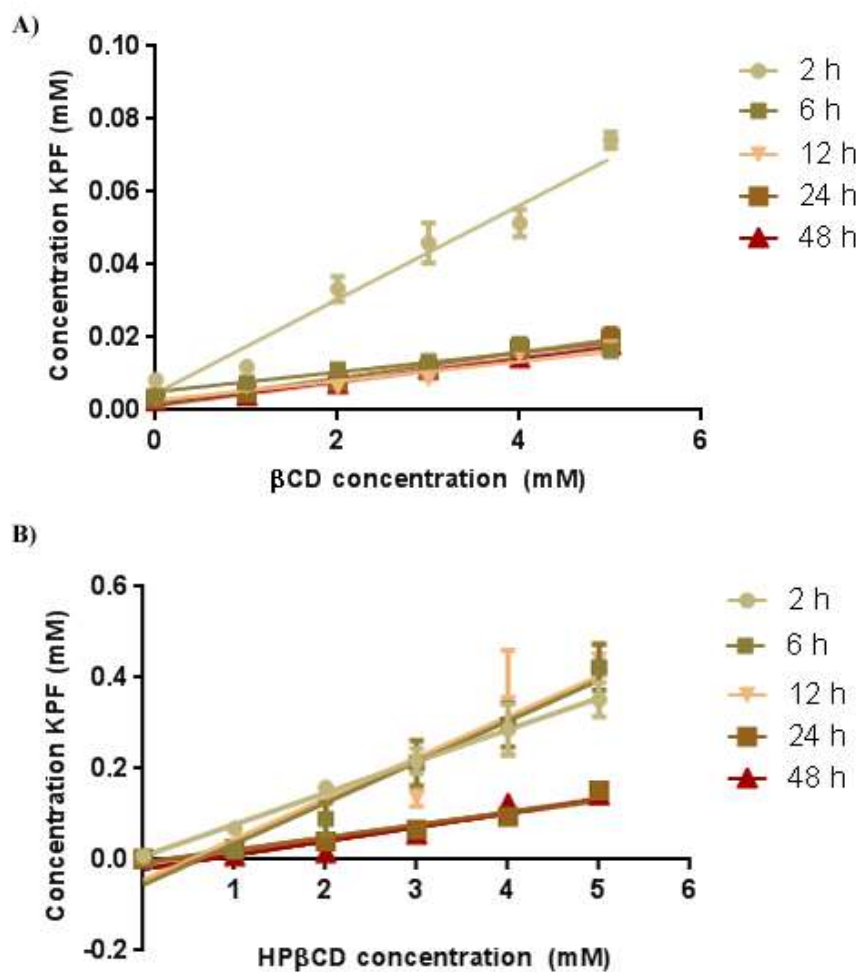 A)
Concentration KPF (mM)
0.10
0.08
0.06
0.04
0.02
0.00
0
2
4
6
βCD concentration (mM)
2 h
6 h
12 h
24 h
48 h
B)
Concentration KPF (mM)
0.6
0.4
0.2
0.0
-0.2
1
2
3
4
5
6
HPβCD concentration (mM)
2 h
6 h
12 h
24 h
48 h